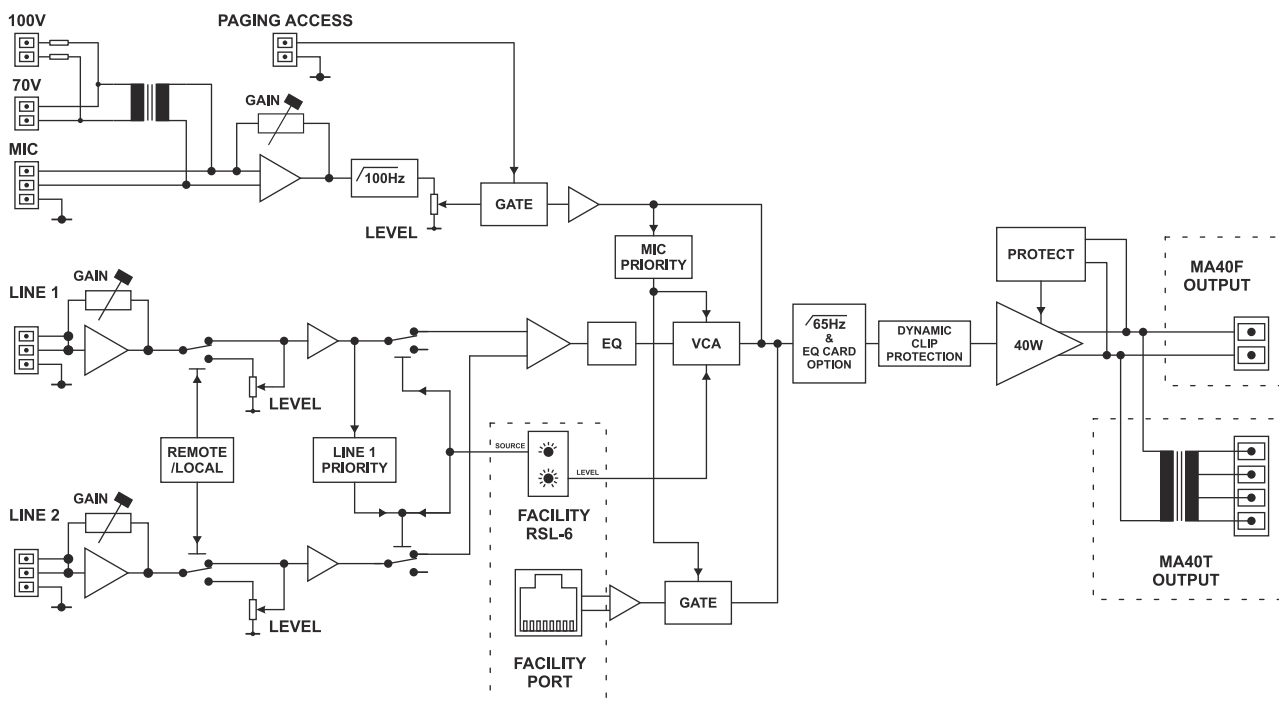 100V
PAGING ACCESS
70V
GAIN
MIC
100Hz
LEVEL
GATE
MIC
PRIORITY
PROTECT
MA40F
OUTPUT
LINE 1
GAIN
EQ
VCA
65Hz
&
EQ CARD
OPTION
DYNAMIC
CLIP
PROTECTION
40W
LEVEL
REMOTE
/LOCAL
LINE 1
PRIORITY
SOURCE
LEVEL
FACILITY
RSL-6
LINE 2
GAIN
LEVEL
GATE
FACILITY
PORT
MA40T
OUTPUT